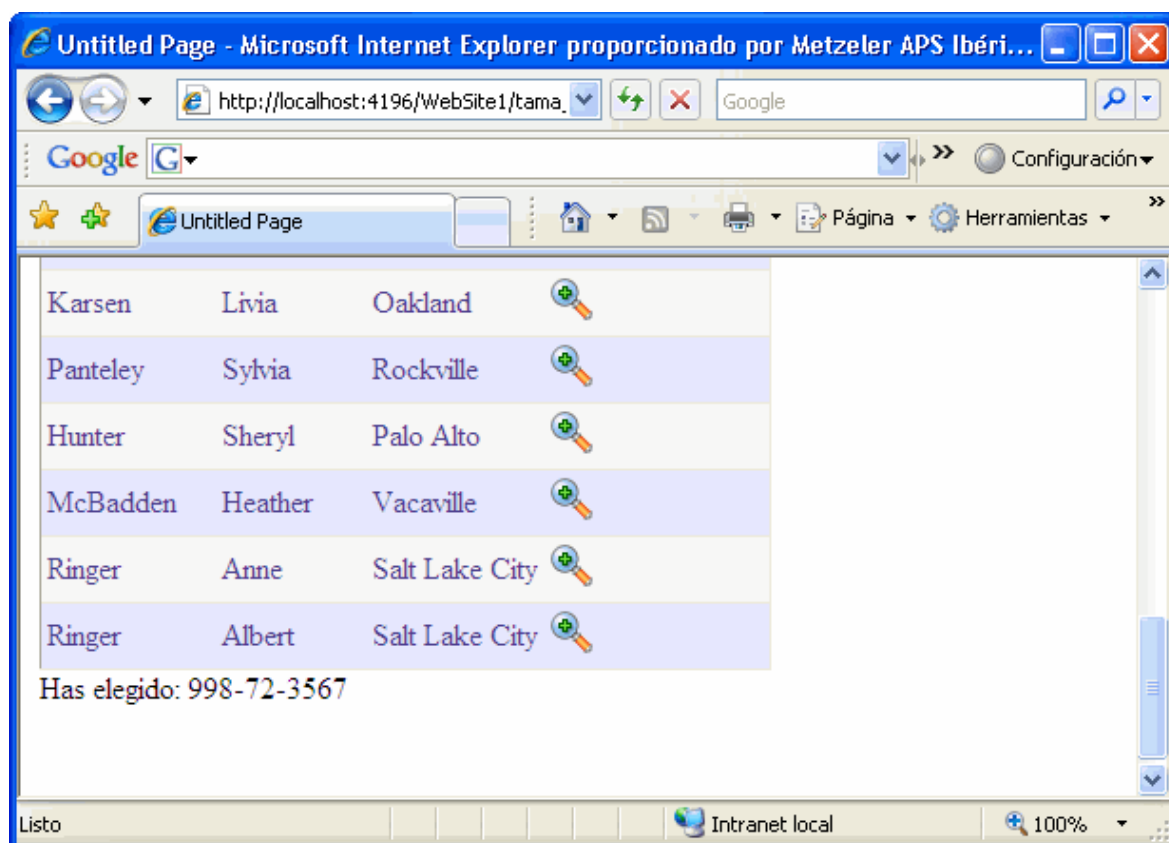 Untitled Page - Microsoft Internet Explorer proporcionado por Metzeler APS Ibéri...
http://localhost:4196/WebSite1/tama_ Google
Google G Configuración
Untitled Page Página Herramientas
Karsen Livia Oakland
Panteley Sylvia Rockville
Hunter Sheryl Palo Alto
McBadden Heather Vacaville
Ringer Anne Salt Lake City
Ringer Albert Salt Lake City
Has elegido: 998-72-3567
Listo Intranet local 100%